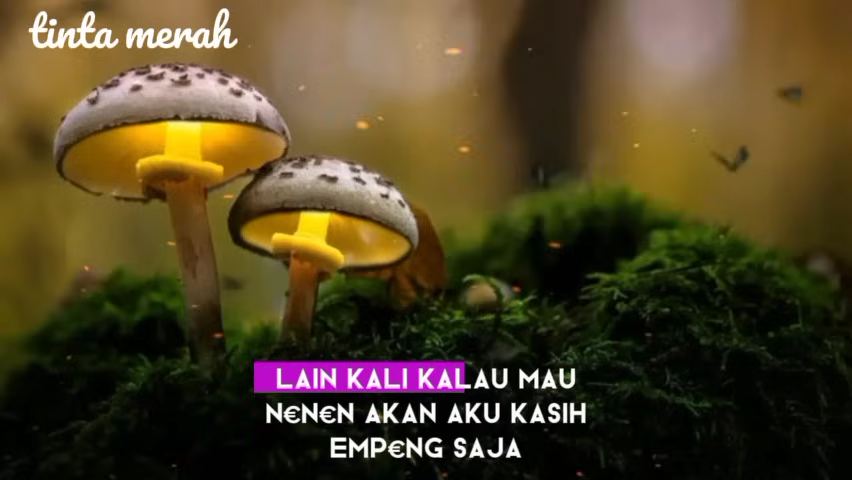 tinta merah
LAIN KALI KALAU MAU
N€N€N AKAN AKU KASIH
EMP€NG SAJA